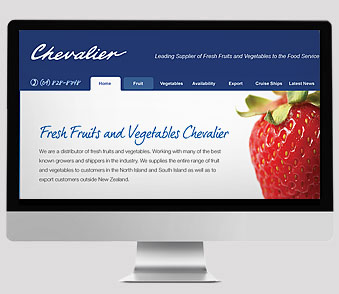 Chevalier
Leading Supplier of Fresh Fruits and Vegetables to the Food Service
Home Fruit Vegetables Availability Export Cruise Ships Latest News
Fresh Fruits and Vegetables Chevalier
We are a distributor of fresh fruits and vegetables. Working with many of the best
known growers and shippers in the industry. We supplies the entire range of fruit
and vegetables to customers in the North Island and South Island as well as to
export customers outside New Zealand.